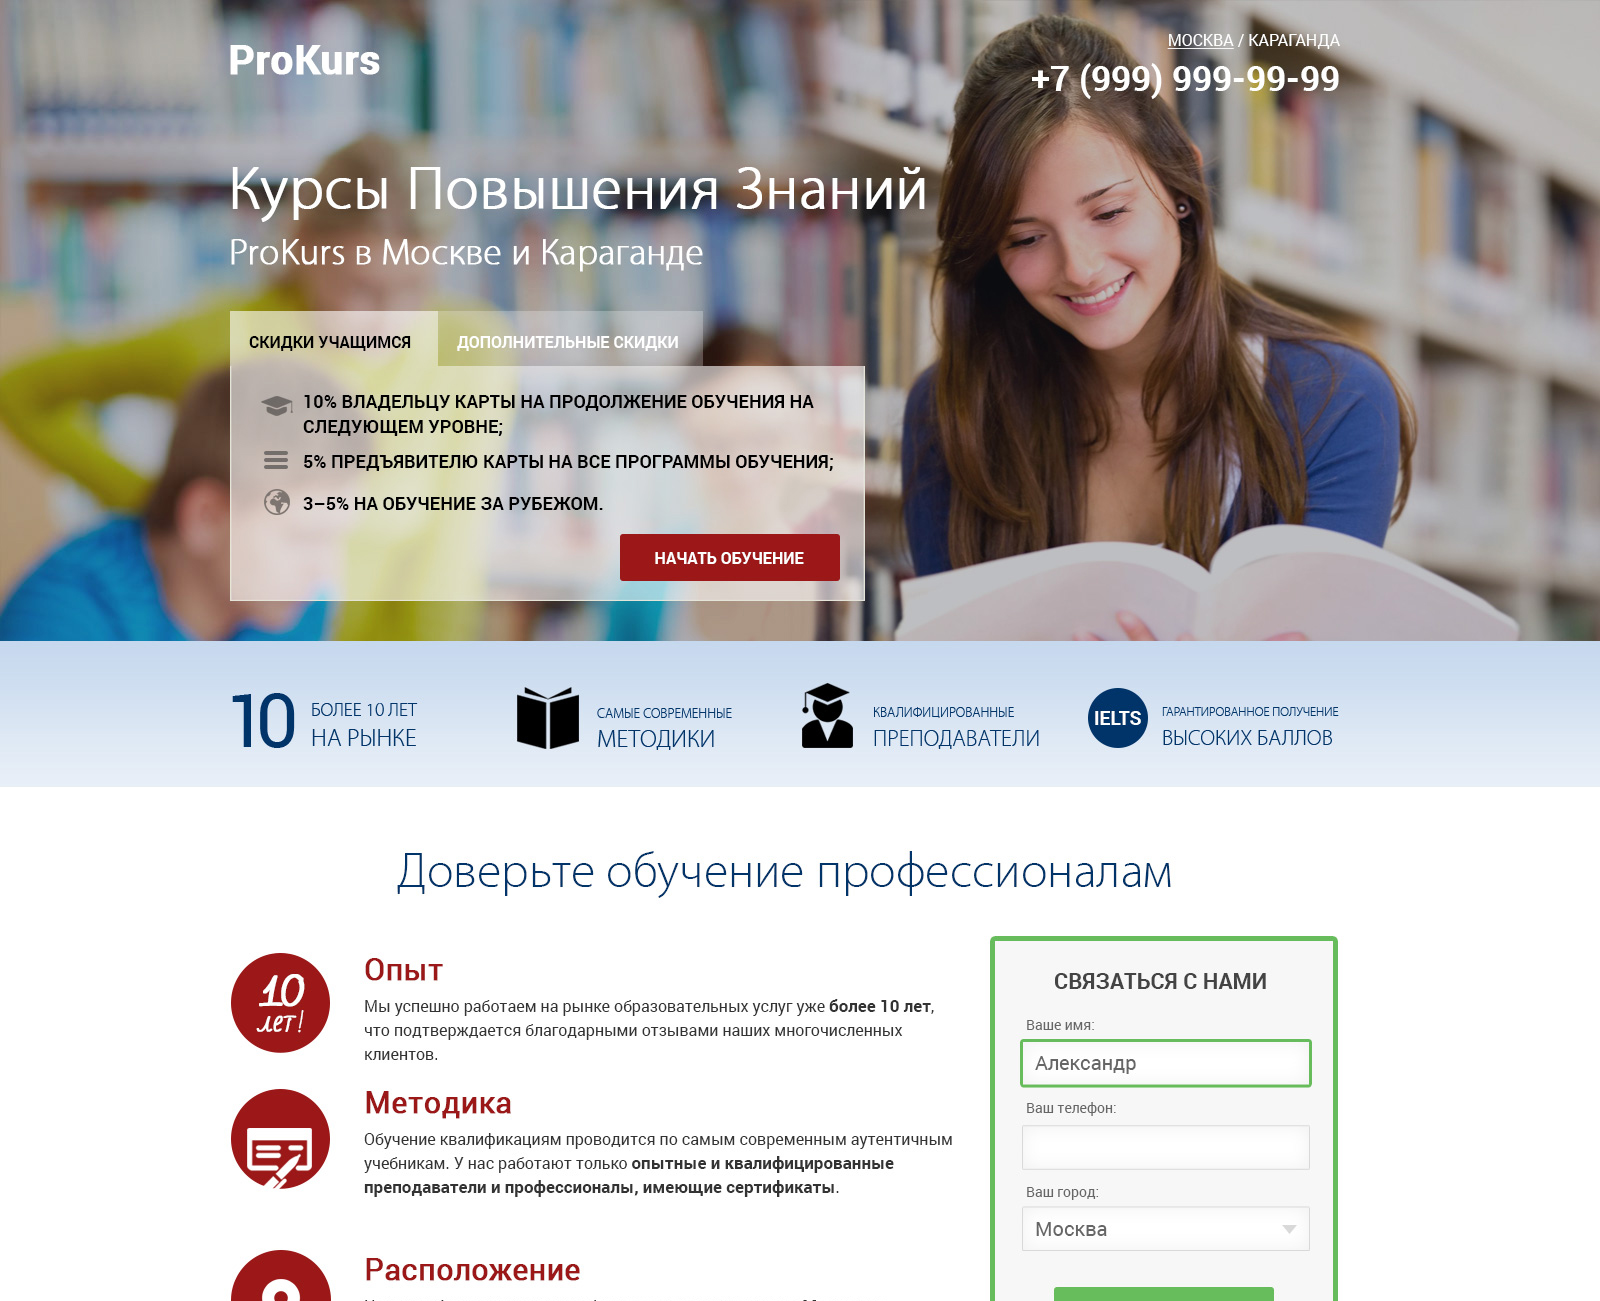 ProKurs
МОСКВА / КАРАГАНДА
+7 (999) 999-99-99
Курсы Повышения Знаний
ProKurs в Москве и Караганде
СКИДКИ УЧАЩИМСЯ
ДОПОЛНИТЕЛЬНЫЕ СКИДКИ
10% ВЛАДЕЛЬЦУ КАРТЫ НА ПРОДОЛЖЕНИЕ ОБУЧЕНИЯ НА
СЛЕДУЮЩЕМ УРОВНЕ;
5% ПРЕДЪЯВИТЕЛЮ КАРТЫ НА ВСЕ ПРОГРАММЫ ОБУЧЕНИЯ;
3–5% НА ОБУЧЕНИЕ ЗА РУБЕЖОМ.
НАЧАТЬ ОБУЧЕНИЕ
10
БОЛЕЕ 10 ЛЕТ
НА РЫНКЕ
САМЫЕ СОВРЕМЕННЫЕ
МЕТОДИКИ
КВАЛИФИЦИРОВАННЫЕ
ПРЕПОДАВАТЕЛИ
IELTS
ГАРАНТИРОВАННОЕ ПОЛУЧЕНИЕ
ВЫСОКИХ БАЛЛОВ
Доверьте обучение профессионалам
10
лет!
Опыт
Мы успешно работаем на рынке образовательных услуг уже более 10 лет,
что подтверждается благодарными отзывами наших многочисленных
клиентов.
Методика
Обучение квалификациям проводится по самым современным аутентичным
учебникам. У нас работают только опытные и квалифицированные
преподаватели и профессионалы, имеющие сертификаты.
Расположение
СВЯЗАТЬСЯ С НАМИ
Ваше имя:
Александр
Ваш телефон:
Ваш город:
Москва